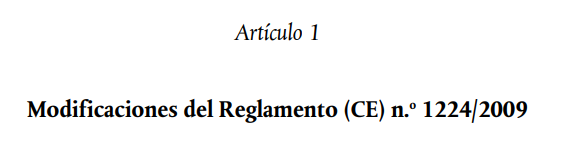 Artículo 1
Modificaciones del Reglamento (CE) n.º 1224/2009